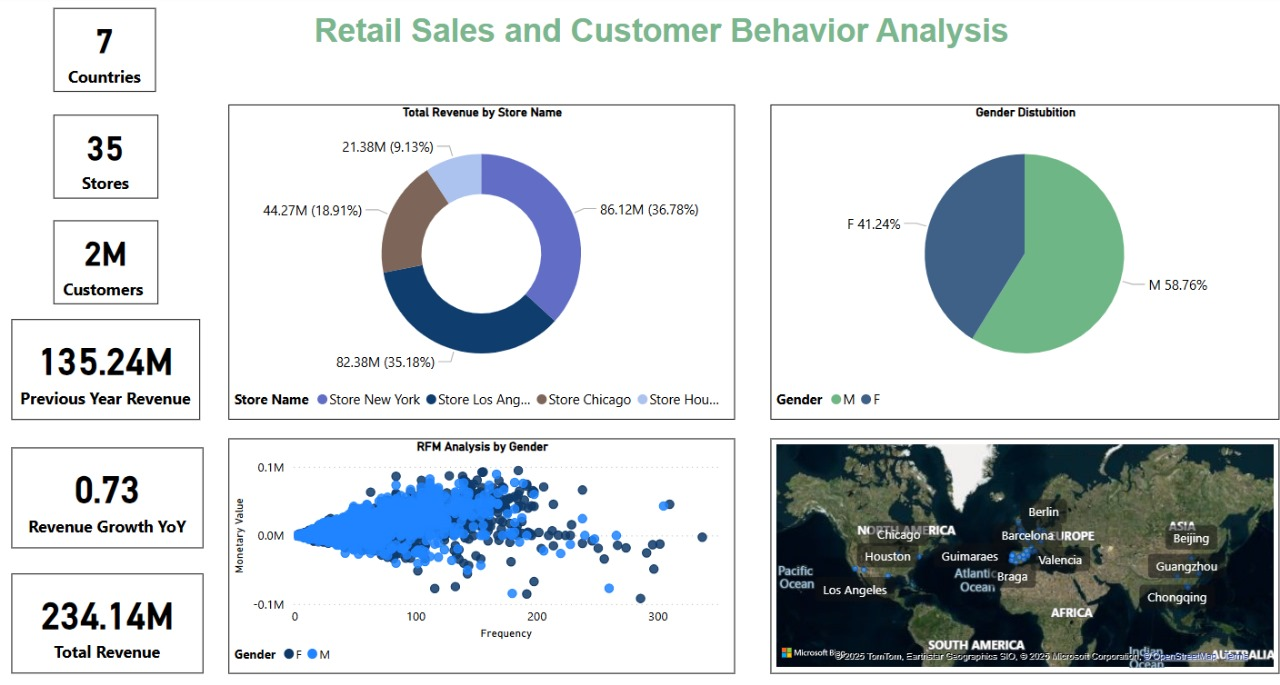 Retail Sales and Customer Behavior Analysis
7
Countries
35
Stores
2M
Customers
135.24M
Previous Year Revenue
0.73
Revenue Growth YoY
234.14M
Total Revenue
Total Revenue by Store Name
21.38M (9.13%)
44.27M (18.91%)
86.12M (36.78%)
82.38M (35.18%)
Store Name Store New York Store Los Ang... Store Chicago Store Hou...
Gender Distubition
F 41.24%
M 58.76%
Gender M F
RFM Analysis by Gender
Monetary Value
0.1M
0.0M
-0.1M
0 100 200 300
Frequency
Gender F M
Berlin
NORTH AMERICA
Chicago
Barcelona
EUROPE
ASIA
Beijing
Houston
Guimaraes
Valencia
Guangzhou
Pacific
Ocean
Atlantic
Ocean
Braga
Los Angeles
Chongqing
AFRICA
SOUTH AMERICA
Indian
Ocean
AUSTRALIA
Microsoft Bing
© 2025 TomTom, Earthstar Geographics SIO, © 2025 Microsoft Corporation, © OpenStreetMap Terms